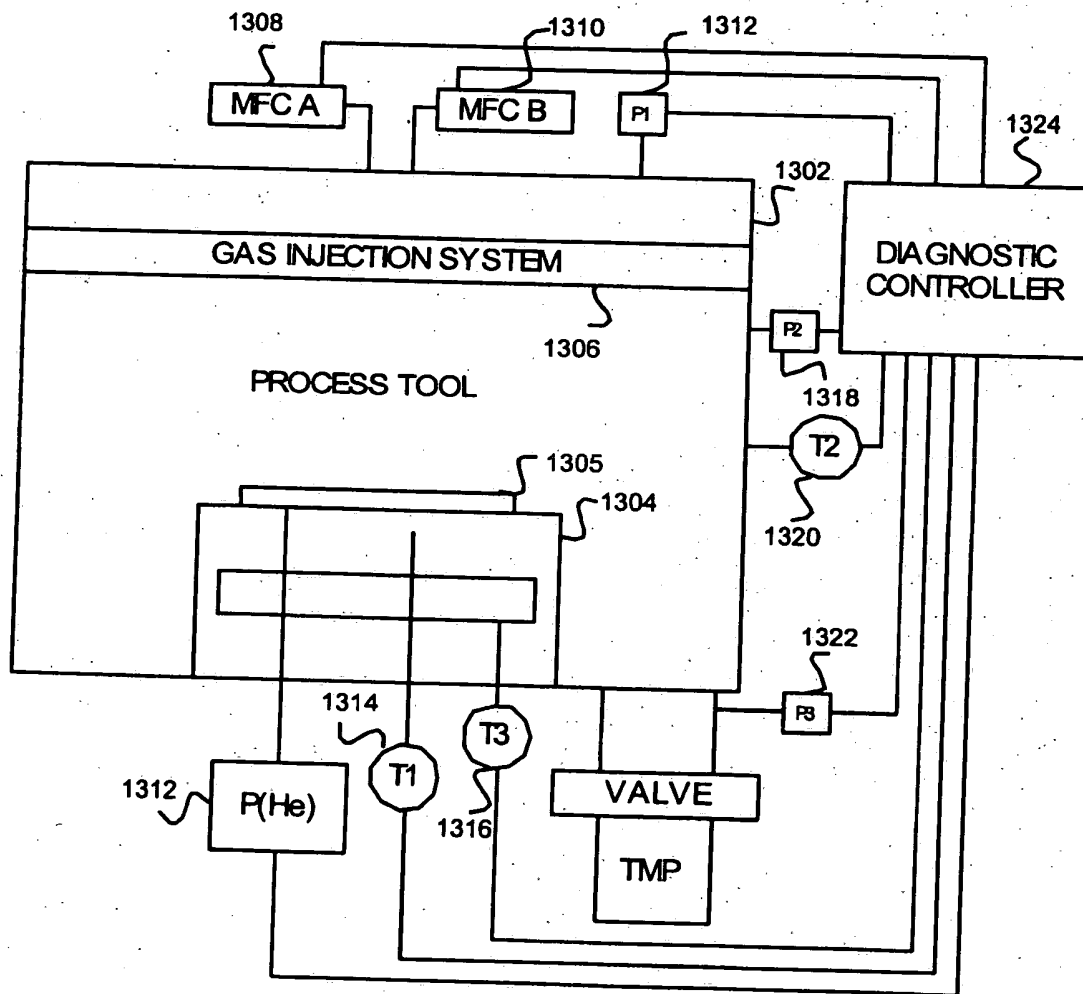 1308
1310
1312
MFC A
MFC B
P1
1324
1302
GAS INJECTION SYSTEM
DIAGNOSTIC
CONTROLLER
P2
1306
PROCESS TOOL
1318
T2
1305
1304
1320
1322
1314
P3
T3
1312
P(He)
T1
VALVE
1316
TMP